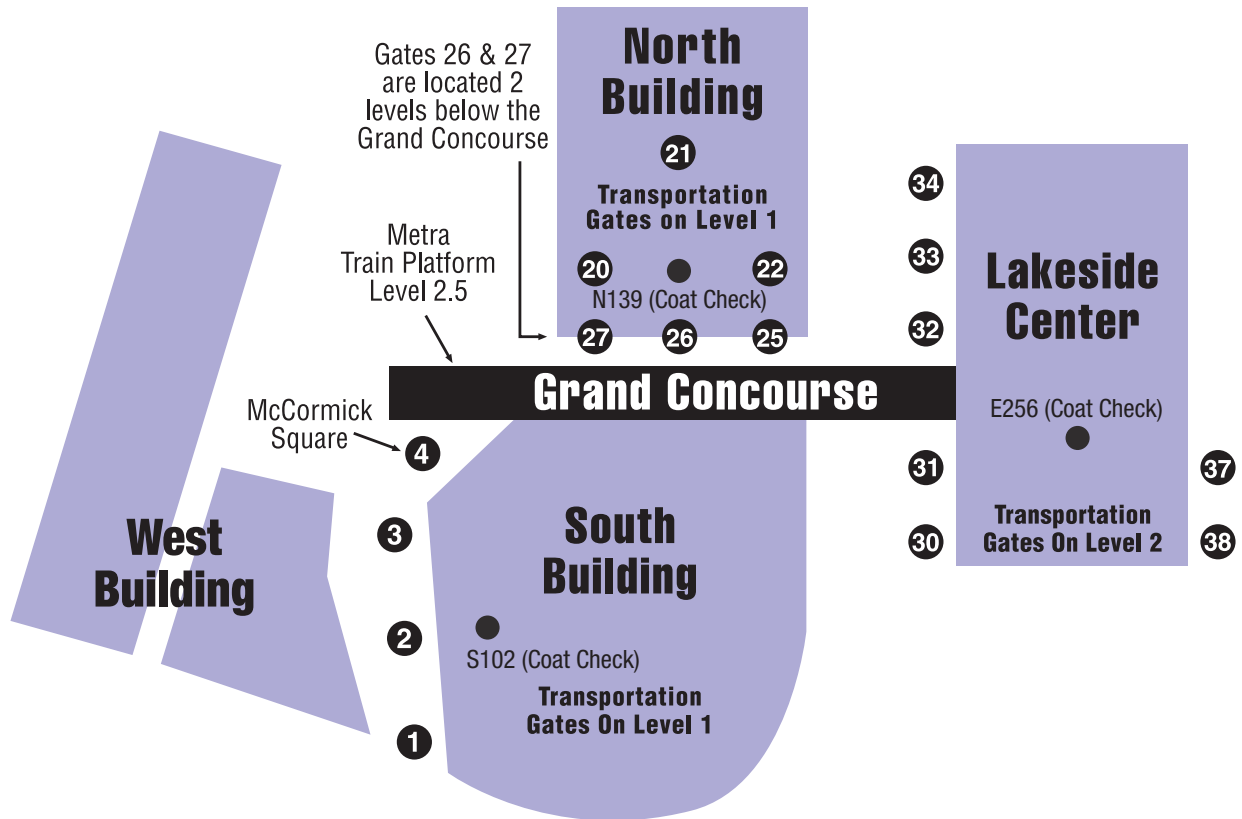 Gates 26 & 27
are located 2
levels below the
Grand Concourse
North
Building
21
Transportation
Gates on Level 1
20
22
N139 (Coat Check)
27
26
25
Metra
Train Platform
Level 2.5
Grand Concourse
McCormick
Square
4
3
2
1
West
Building
South
Building
S102 (Coat Check)
Transportation
Gates On Level 1
34
33
32
31
30
Lakeside
Center
E256 (Coat Check)
Transportation
Gates On Level 2
37
38